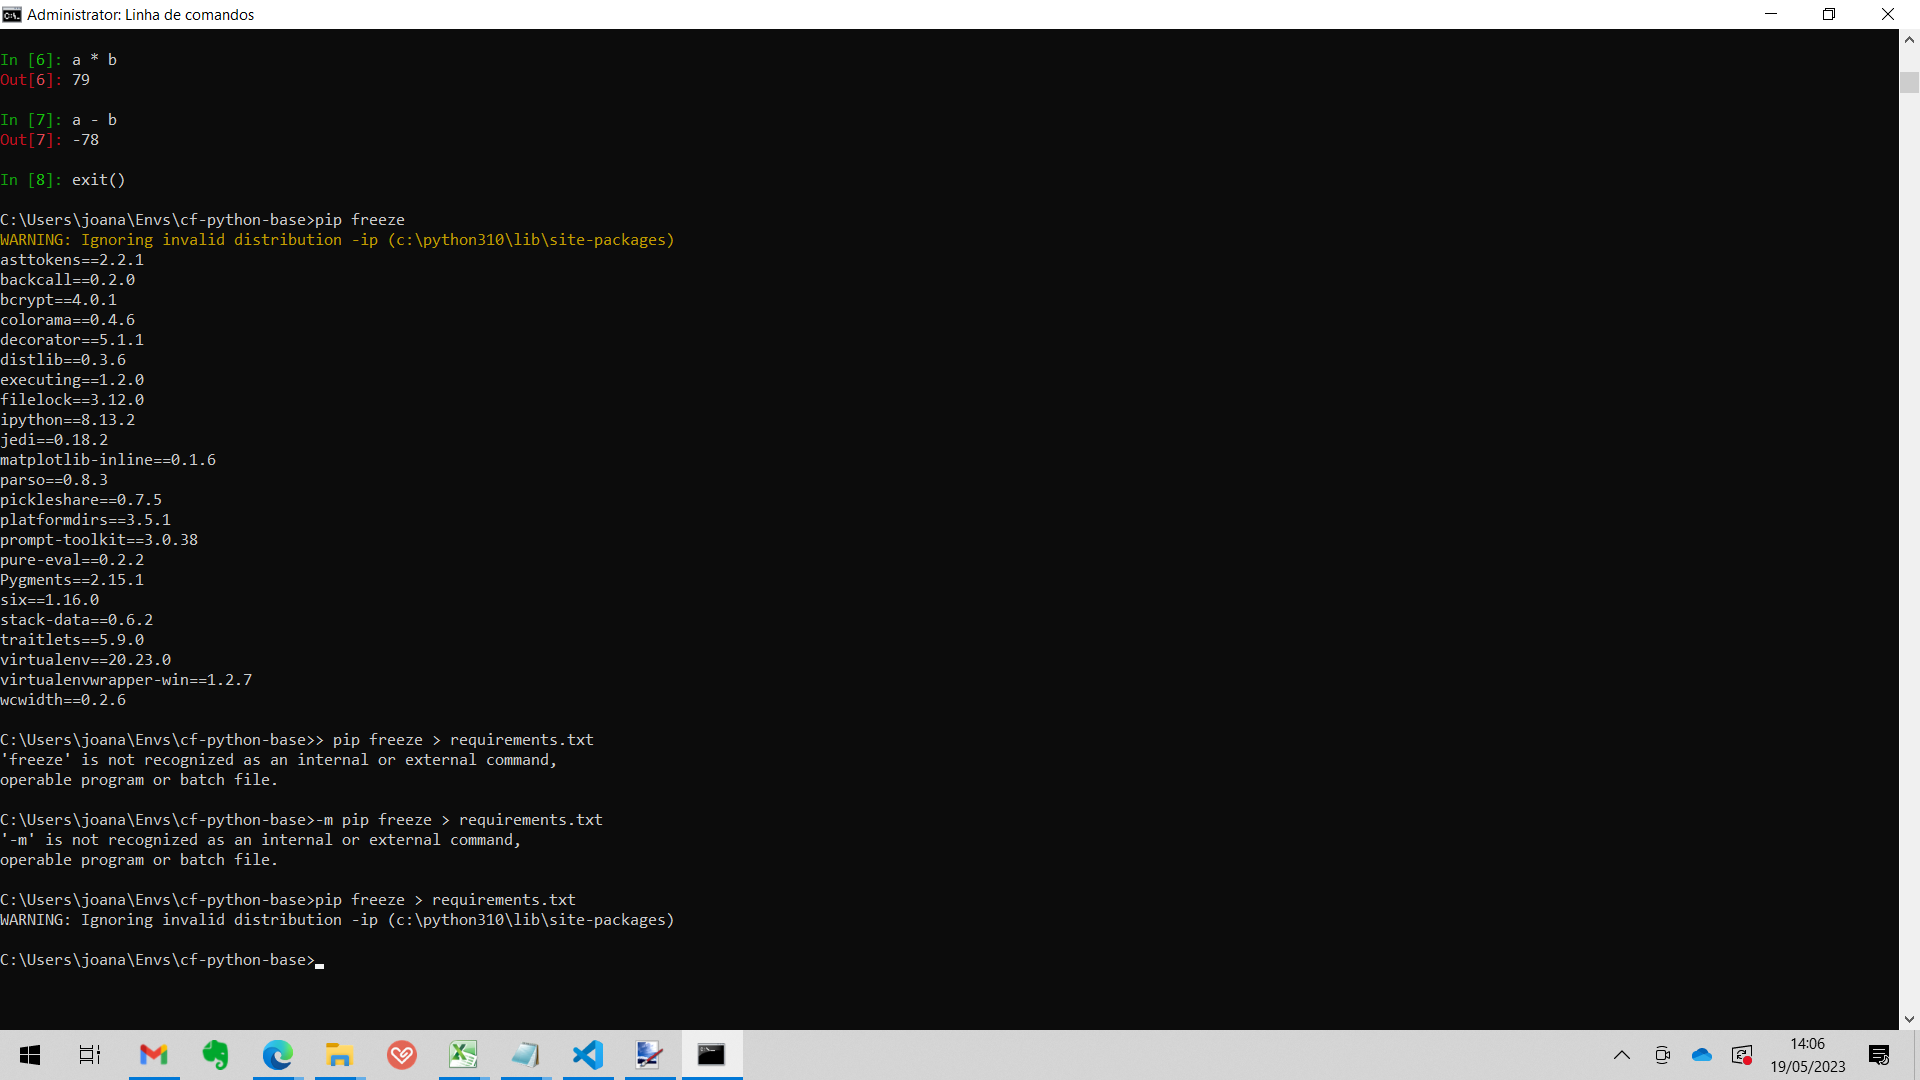 Administrator: Linha de comandos
In [6]: a * b
Out[6]: 79
In [7]: a - b
Out[7]: -78
In [8]: exit()
C:\Users\joana\Envs\cf-python-base>pip freeze
WARNING: Ignoring invalid distribution -ip (c:\python310\lib\site-packages)
asttokens==2.2.1
backcall==0.2.0
bcrypt==4.0.1
colorama==0.4.6
decorator==5.1.1
distlib==0.3.6
executing==1.2.0
filelock==3.12.0
ipython==8.13.2
jedi==0.18.2
matplotlib-inline==0.1.6
parso==0.8.3
pickleshare==0.7.5
platformdirs==3.5.1
prompt-toolkit==3.0.38
pure-eval==0.2.2
Pygments==2.15.1
six==1.16.0
stack-data==0.6.2
traitlets==5.9.0
virtualenv==20.23.0
virtualenvwrapper-win==1.2.7
wcwidth==0.2.6
C:\Users\joana\Envs\cf-python-base>> pip freeze > requirements.txt
'freeze' is not recognized as an internal or external command,
operable program or batch file.
C:\Users\joana\Envs\cf-python-base>-m pip freeze > requirements.txt
'-m' is not recognized as an internal or external command,
operable program or batch file.
C:\Users\joana\Envs\cf-python-base>pip freeze > requirements.txt
WARNING: Ignoring invalid distribution -ip (c:\python310\lib\site-packages)
C:\Users\joana\Envs\cf-python-base>
14:06
19/05/2023